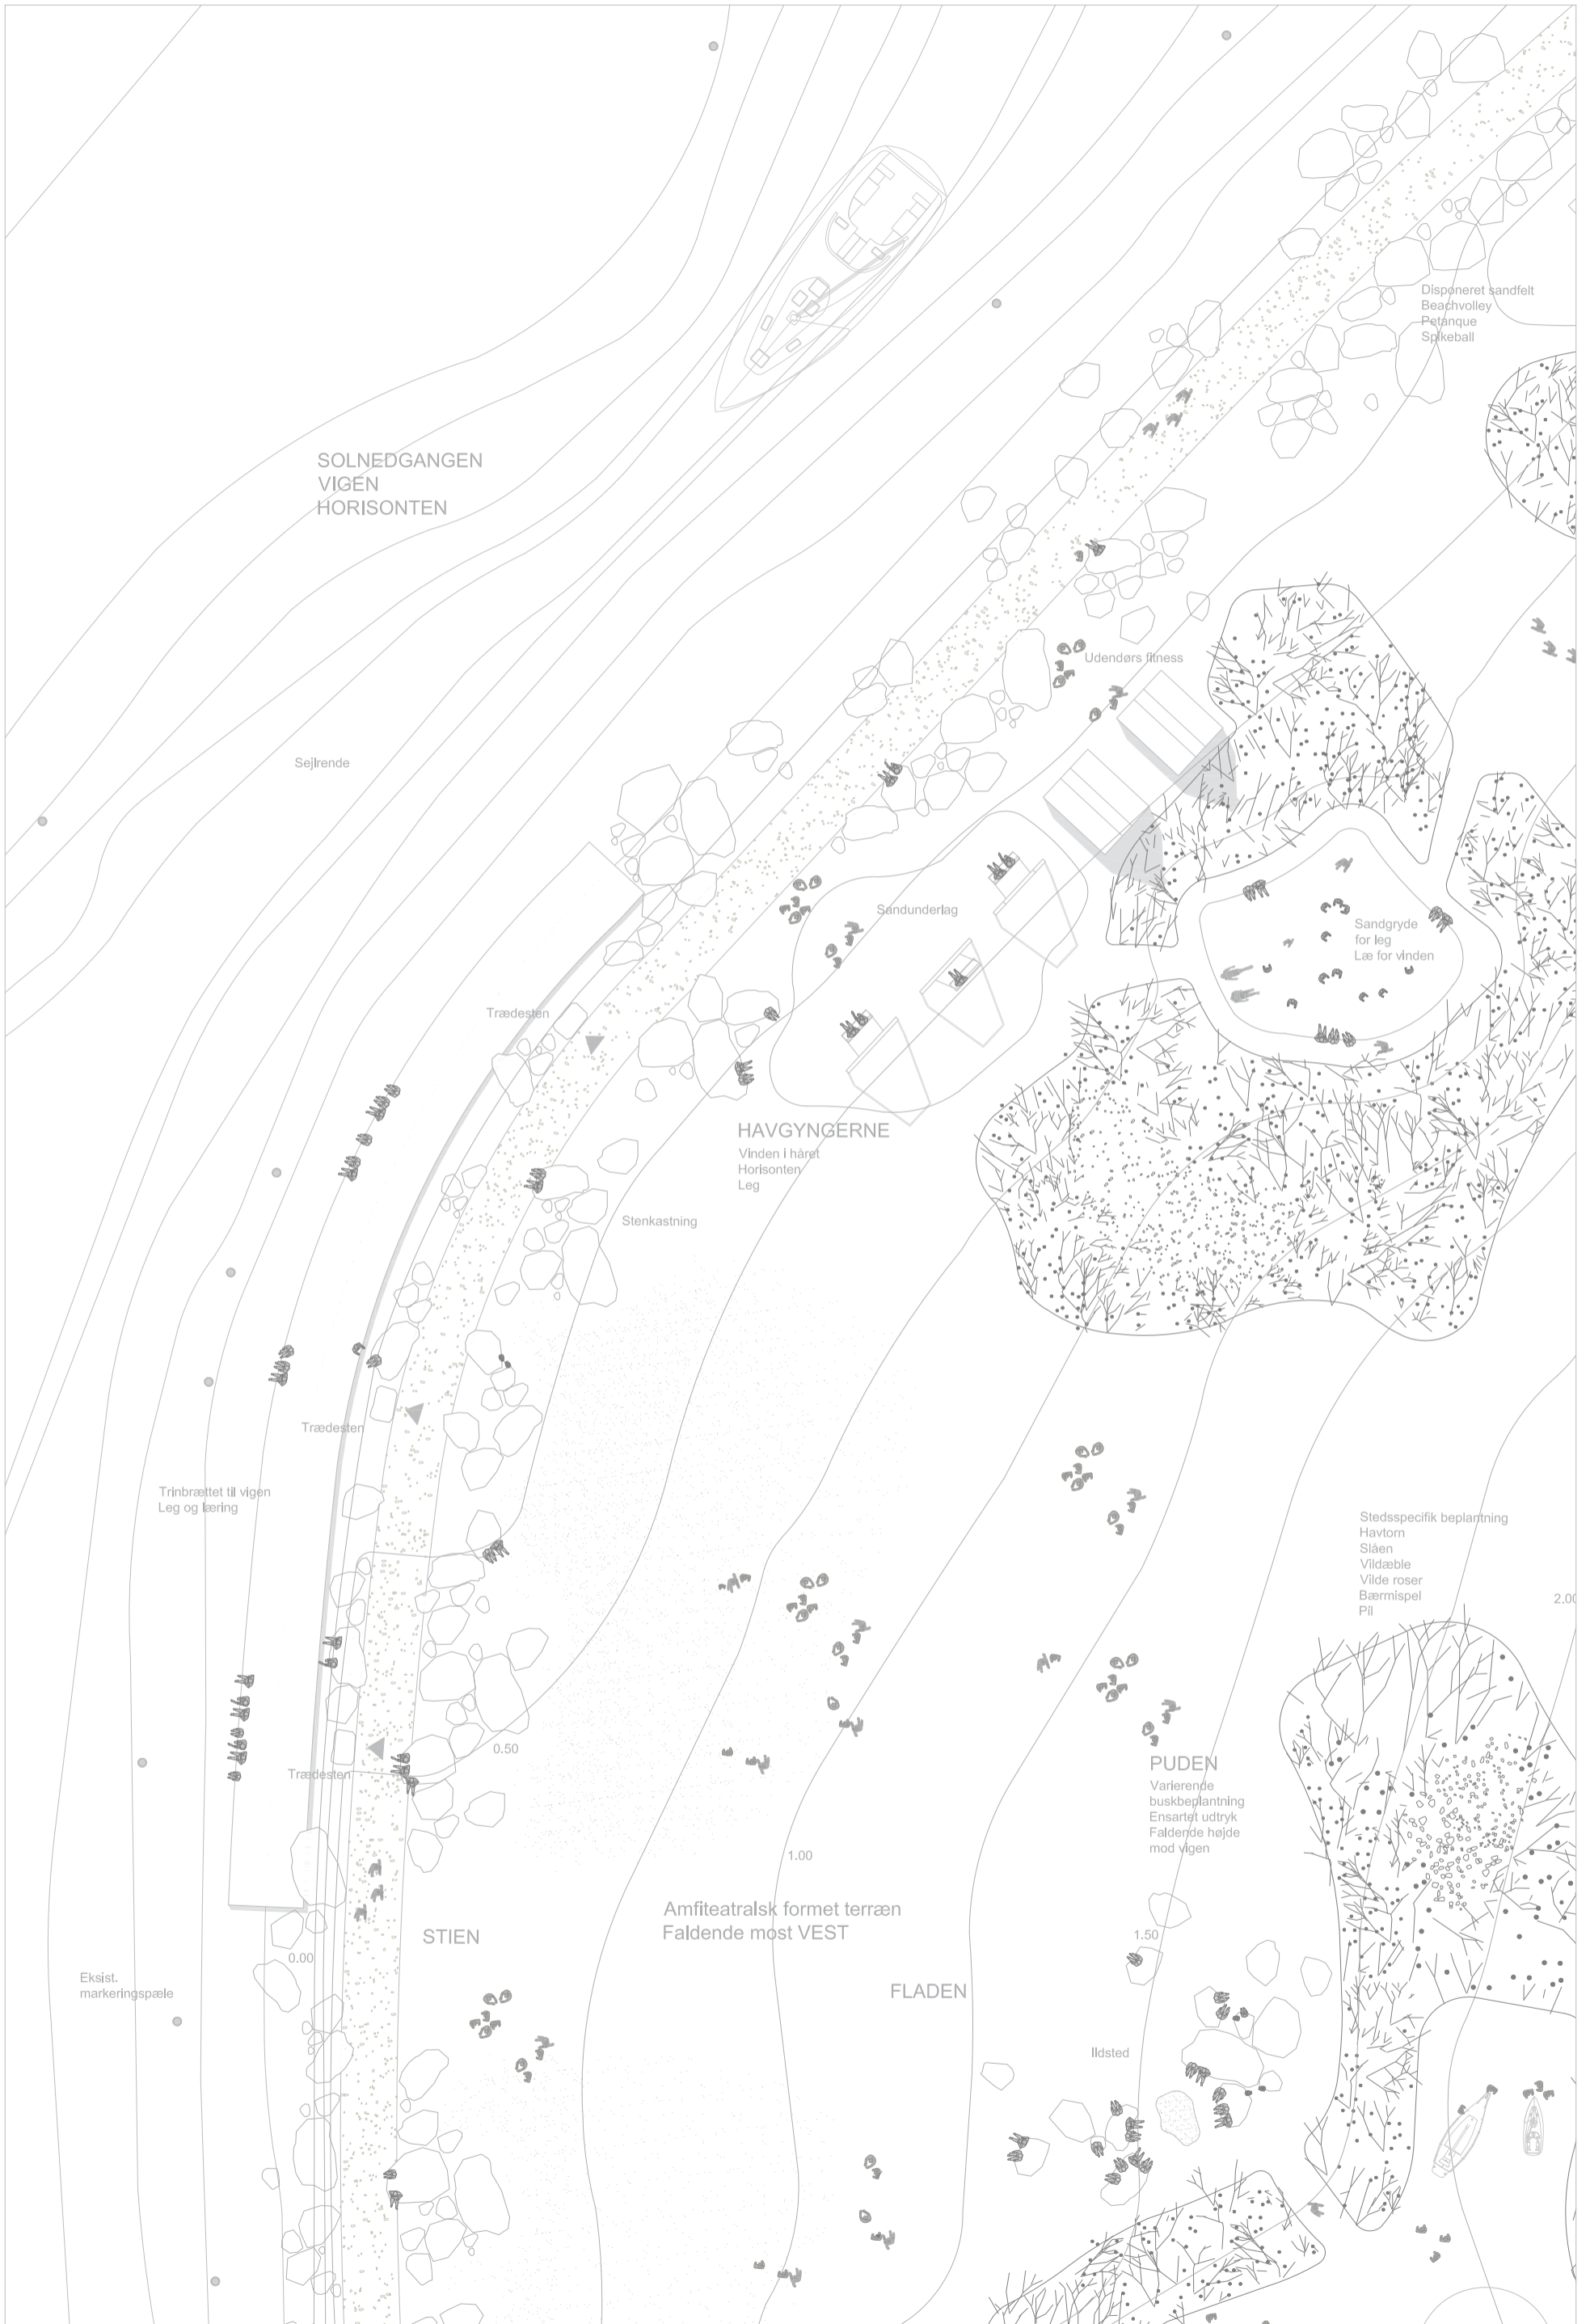 Disponeret sandfelt
Beachvolley
Petanque
Spikeball
SOLNEDGANGEN
VIGEN
HORISONTEN
Udendørs fitness
Sejlrende
Sandunderlag
Sandgryde
for leg
Læ for vinden
Trædesten
HAVGYNGERNE
Vinden i håret
Horisonten
Leg
Stenkastning
Trædesten
Trinbrættet til vigen
Leg og læring
Stedsspecifik beplantning
Havtorn
Slåen
Vildæble
Vilde roser
Bærmispel
Pil
2.00
0.50
Trædesten
PUDEN
Varierende
buskbeplantning
Ensartet udtryk
Faldende højde
mod vigen
1.00
Amfiteatralsk formet terræn
Faldende most VEST
STIEN
1.50
0.00
Eksist.
markeringspæle
FLADEN
Ildsted